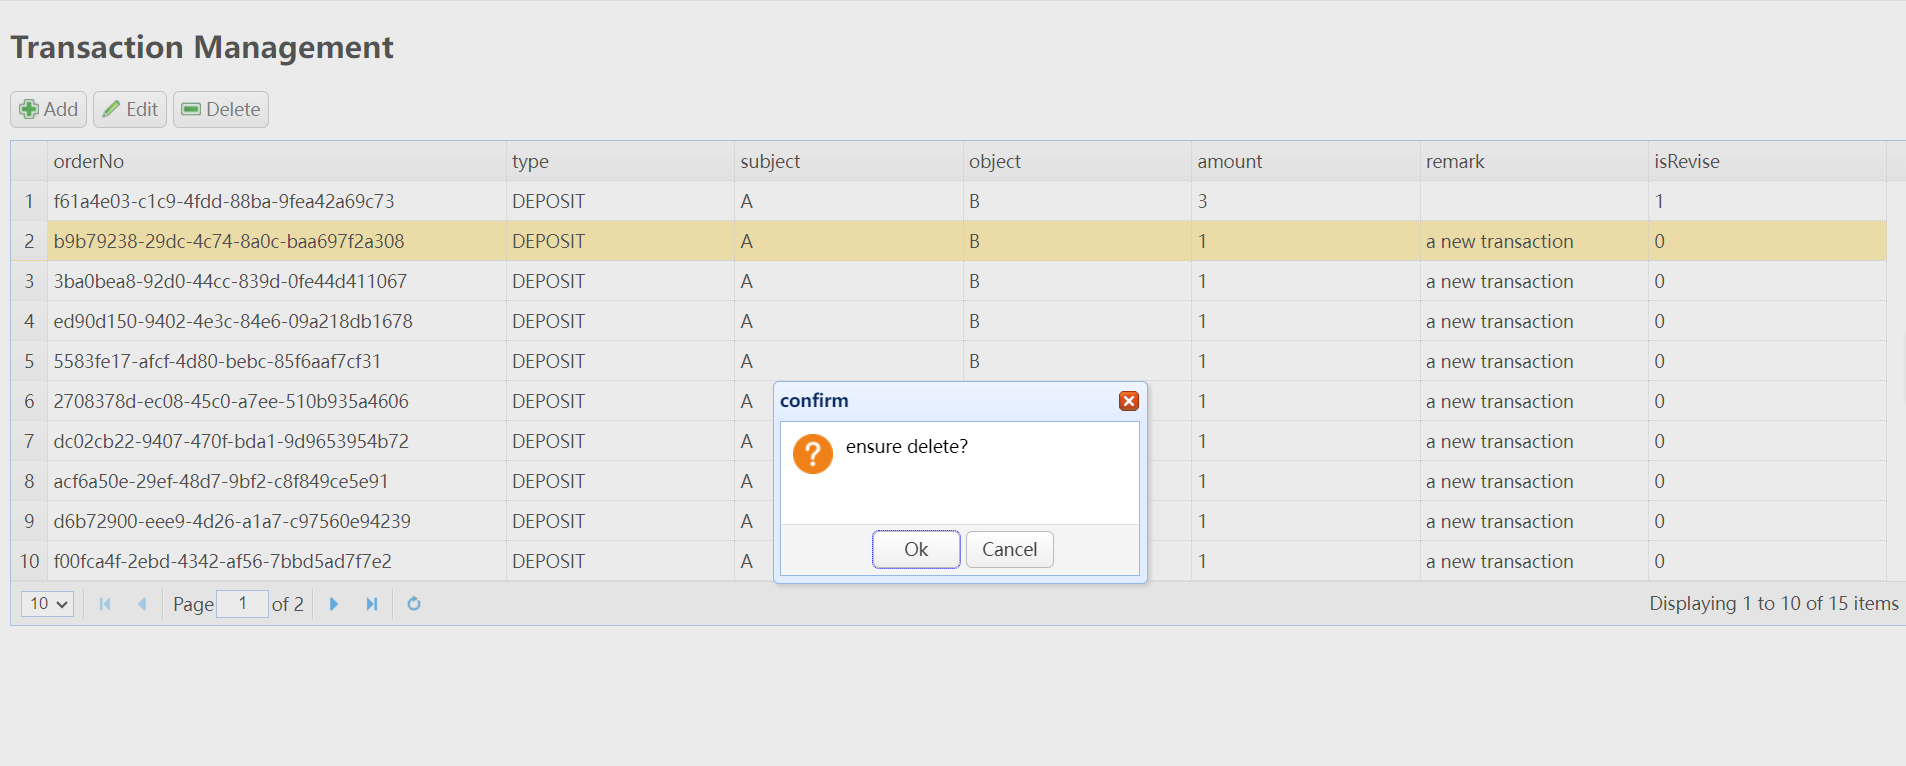 Transaction Management
Add Edit Delete
orderNo type subject object amount remark isRevise
1 f61a4e03-c1c9-4fdd-88ba-9fea42a69c73 DEPOSIT A B 3 1
2 b9b79238-29dc-4c74-8a0c-baa697f2a308 DEPOSIT A B 1 a new transaction 0
3 3ba0bea8-92d0-44cc-839d-0fe44d411067 DEPOSIT A B 1 a new transaction 0
4 ed90d150-9402-4e3c-84e6-09a218db1678 DEPOSIT A B 1 a new transaction 0
5 5583fe17-afcf-4d80-bebc-85f6aaf7cf31 DEPOSIT A B 1 a new transaction 0
6 2708378d-ec08-45c0-a7ee-510b935a4606 DEPOSIT A 1 a new transaction 0
7 dc02cb22-9407-470f-bda1-9d9653954b72 DEPOSIT A 1 a new transaction 0
8 acf6a50e-29ef-48d7-9bf2-c8f849ce5e91 DEPOSIT A 1 a new transaction 0
9 d6b72900-eee9-4d26-a1a7-c97560e94239 DEPOSIT A 1 a new transaction 0
10 f00fca4f-2ebd-4342-af56-7bbd5ad7f7e2 DEPOSIT A 1 a new transaction 0
confirm
ensure delete?
Ok Cancel
10 Page 1 of 2 Displaying 1 to 10 of 15 items